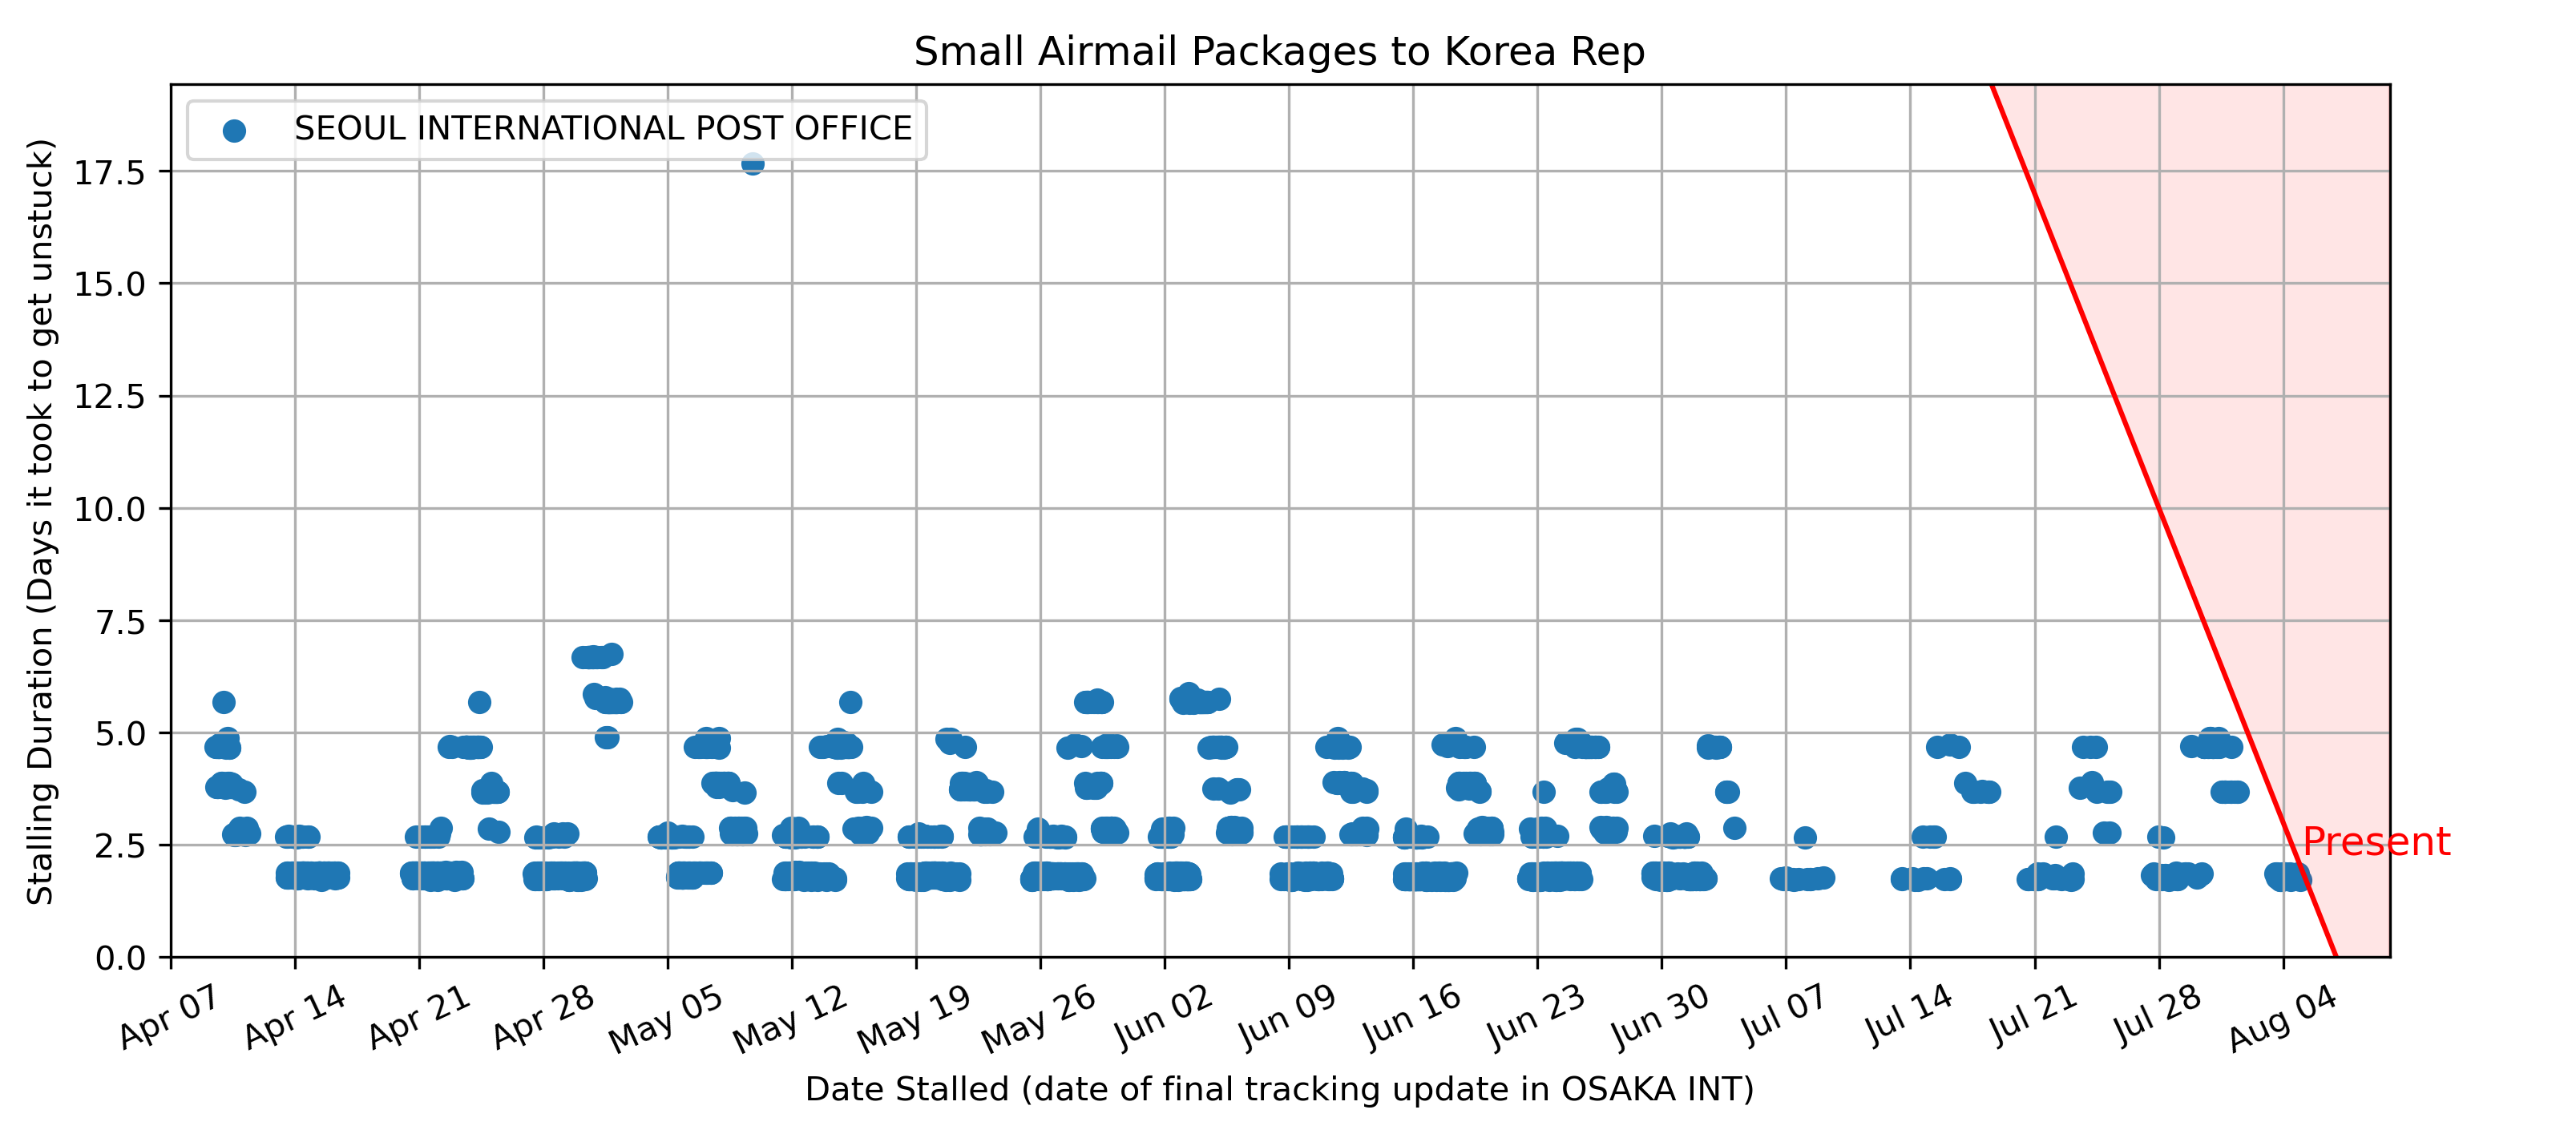 Small Airmail Packages to Korea Rep
SEOUL INTERNATIONAL POST OFFICE
Stalling Duration (Days it took to get unstuck)
17.5
15.0
12.5
10.0
7.5
5.0
2.5
0.0
Present
Apr 07
Apr 14
Apr 21
Apr 28
May 05
May 12
May 19
May 26
Jun 02
Jun 09
Jun 16
Jun 23
Jun 30
Jul 07
Jul 14
Jul 21
Jul 28
Aug 04
Date Stalled (date of final tracking update in OSAKA INT)